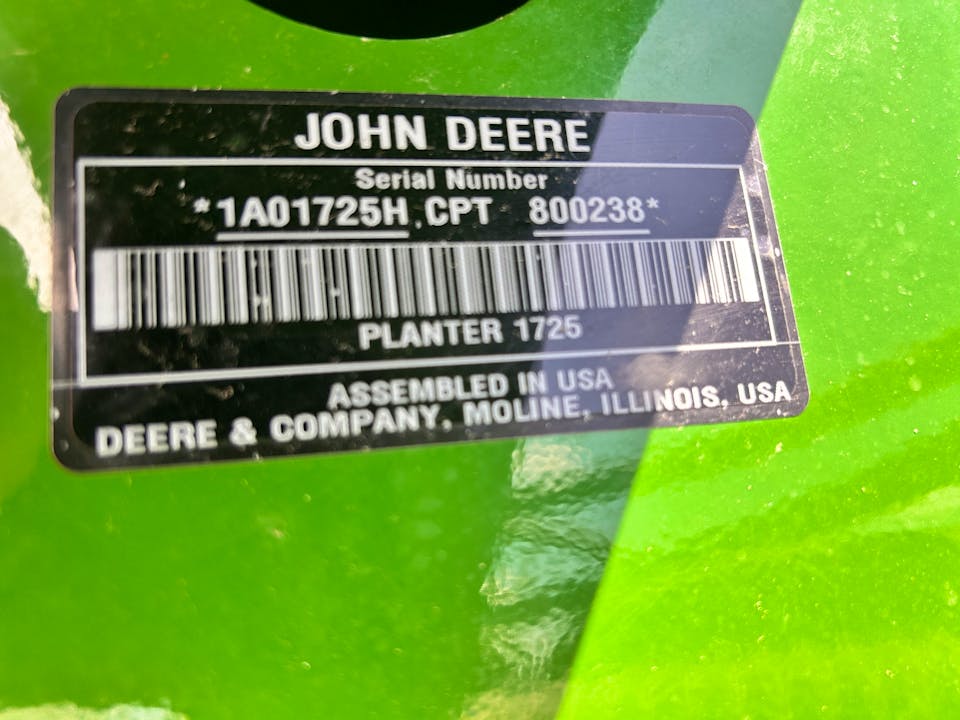 JOHN DEERE
Serial Number
*1A01725H CPT 800238*
PLANTER 1725
ASSEMBLED IN USA
DEERE & COMPANY, MOLINE, ILLINOIS, USA